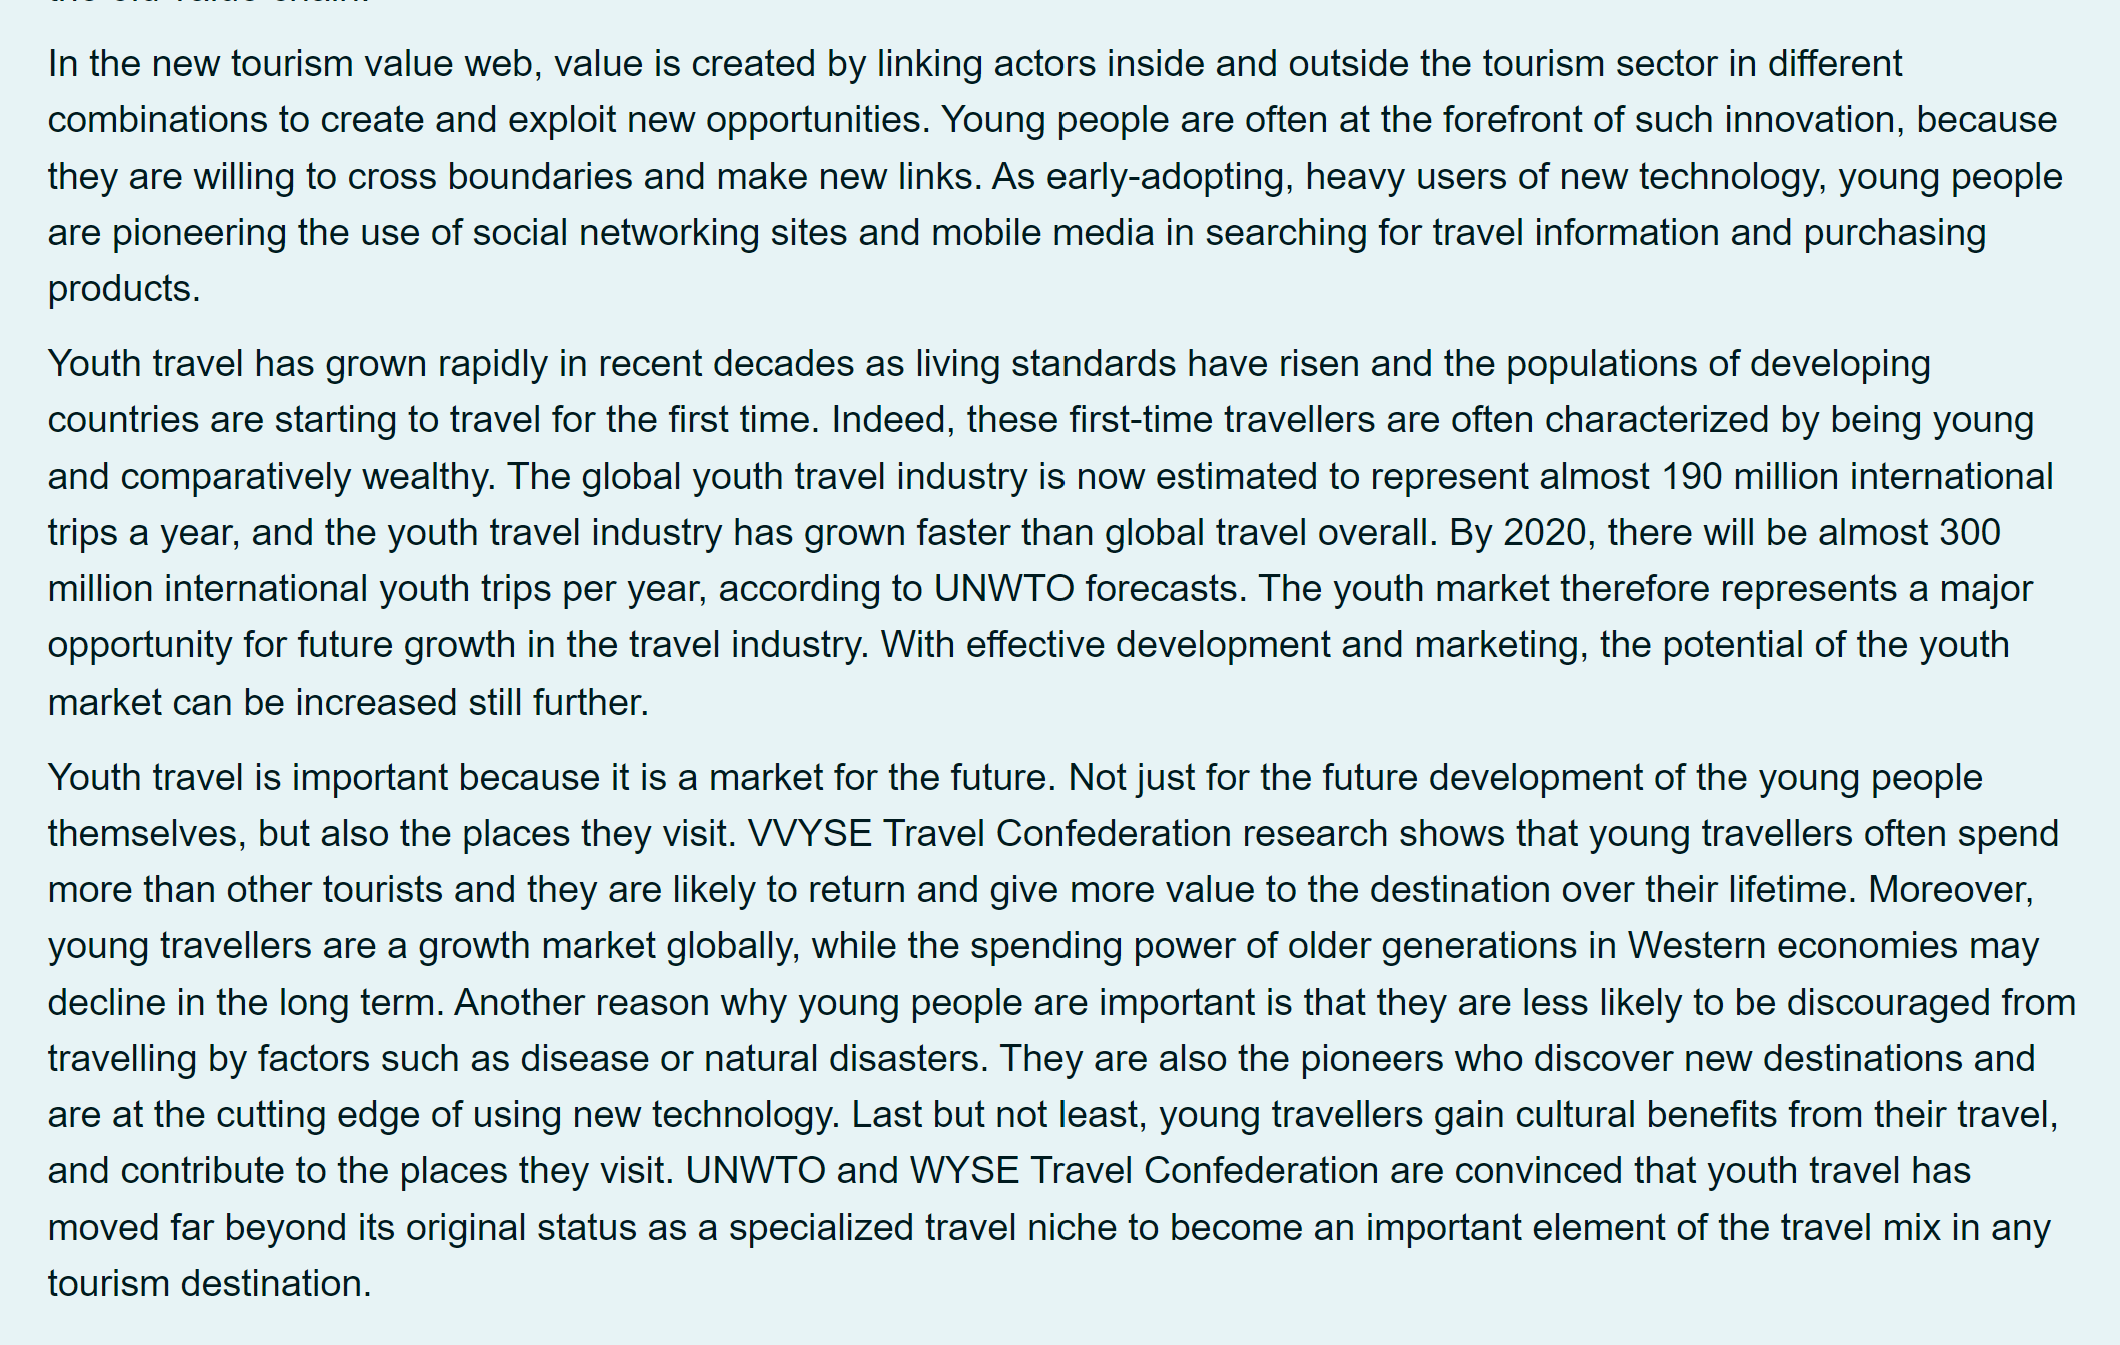 the old value chain.
In the new tourism value web, value is created by linking actors inside and outside the tourism sector in different
combinations to create and exploit new opportunities. Young people are often at the forefront of such innovation, because
they are willing to cross boundaries and make new links. As early-adopting, heavy users of new technology, young people
are pioneering the use of social networking sites and mobile media in searching for travel information and purchasing
products.
Youth travel has grown rapidly in recent decades as living standards have risen and the populations of developing
countries are starting to travel for the first time. Indeed, these first-time travellers are often characterized by being young
and comparatively wealthy. The global youth travel industry is now estimated to represent almost 190 million international
trips a year, and the youth travel industry has grown faster than global travel overall. By 2020, there will be almost 300
million international youth trips per year, according to UNWTO forecasts. The youth market therefore represents a major
opportunity for future growth in the travel industry. With effective development and marketing, the potential of the youth
market can be increased still further.
Youth travel is important because it is a market for the future. Not just for the future development of the young people
themselves, but also the places they visit. VVYSE Travel Confederation research shows that young travellers often spend
more than other tourists and they are likely to return and give more value to the destination over their lifetime. Moreover,
young travellers are a growth market globally, while the spending power of older generations in Western economies may
decline in the long term. Another reason why young people are important is that they are less likely to be discouraged from
travelling by factors such as disease or natural disasters. They are also the pioneers who discover new destinations and
are at the cutting edge of using new technology. Last but not least, young travellers gain cultural benefits from their travel,
and contribute to the places they visit. UNWTO and WYSE Travel Confederation are convinced that youth travel has
moved far beyond its original status as a specialized travel niche to become an important element of the travel mix in any
tourism destination.